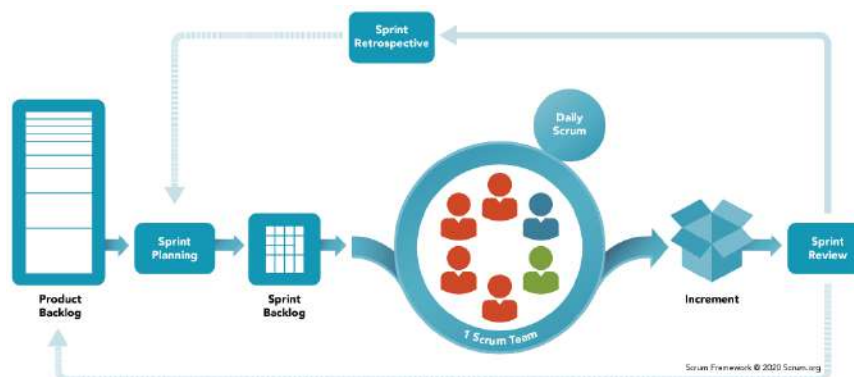 Sprint
Retrospective
Daily
Scrum
Sprint
Planning
Sprint
Review
Product
Backlog
Sprint
Backlog
1 Scrum Team
Increment
Scrum Framework © 2020 Scrum.org